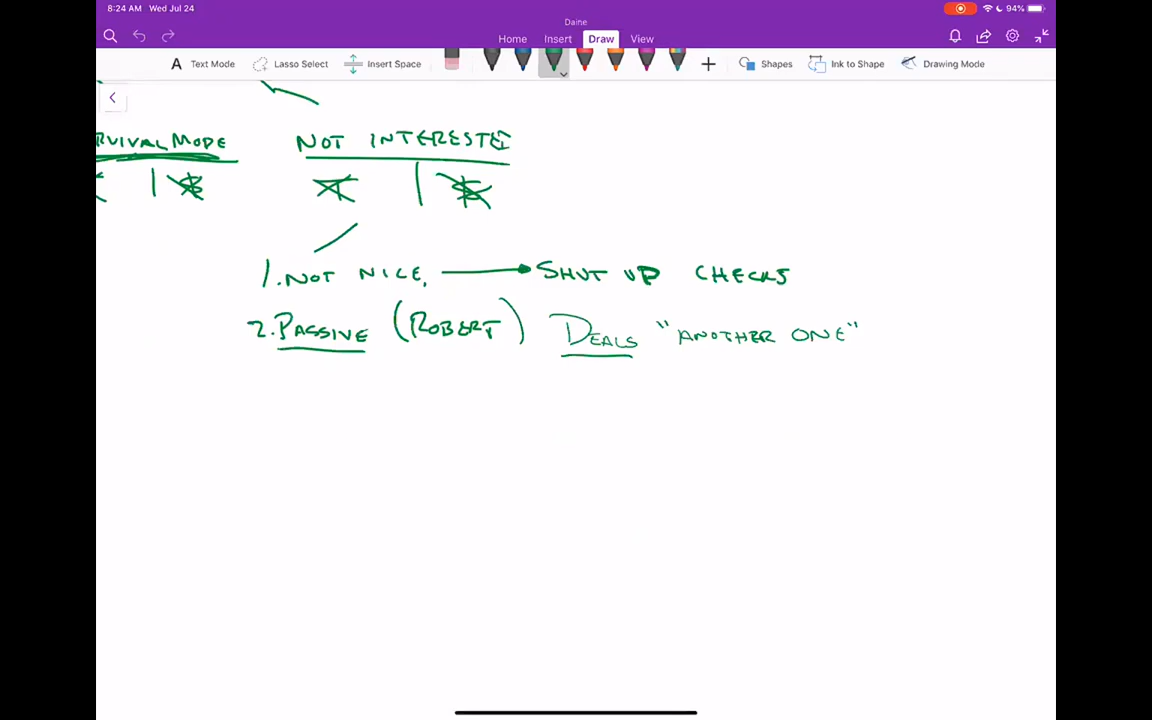 8:24 AM Wed Jul 24 94%
Daine
Home Insert Draw View
A Text Mode Lasso Select Insert Space Shapes Ink to Shape Drawing Mode
RVIVAL MODE NOT INTERESTE
1. NOT NICE, SHUT UP CHECKS
2. PASSIVE (ROBERT) DEALS "ANOTHER ONE"